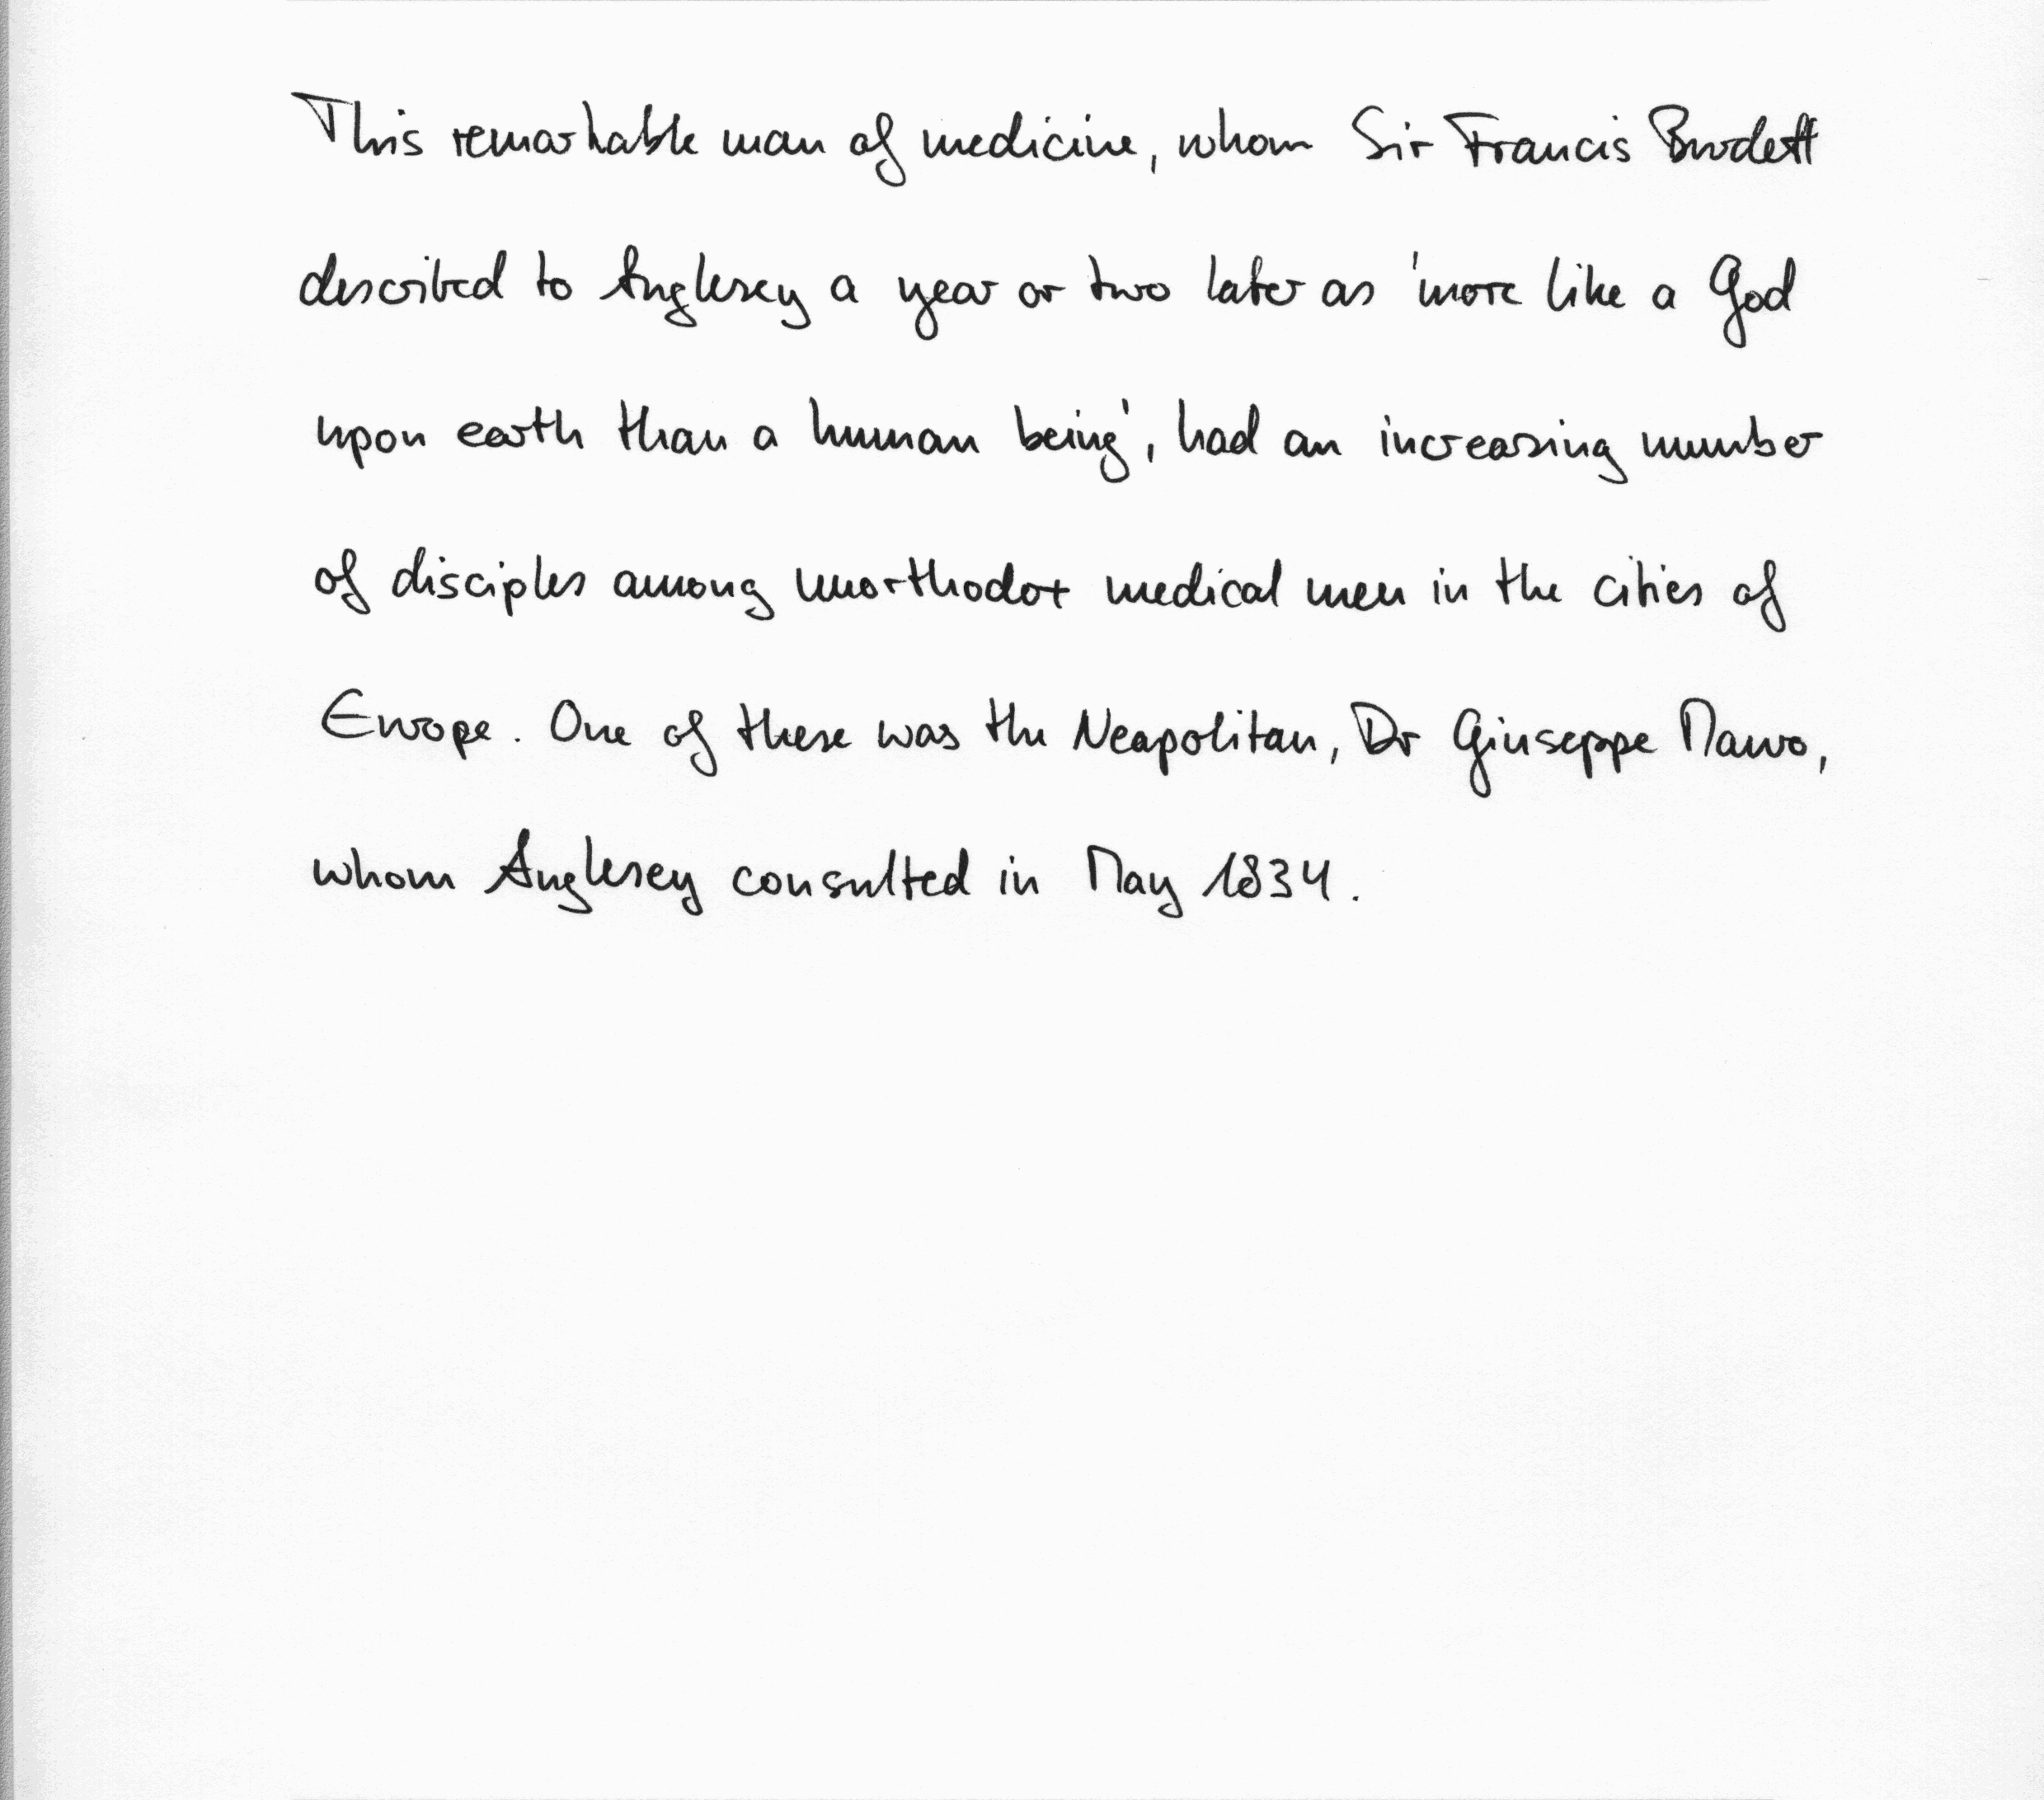 This remarkable man of medicine, whom Sir Francis Burdett
described to Anglesey a year or two later as 'more like a God
upon earth than a human being', had an increasing number
of disciples among unorthodox medical men in the cities of
Europe. One of these was the Neapolitan, Dr Giuseppe Mauro,
whom Anglesey consulted in May 1834.